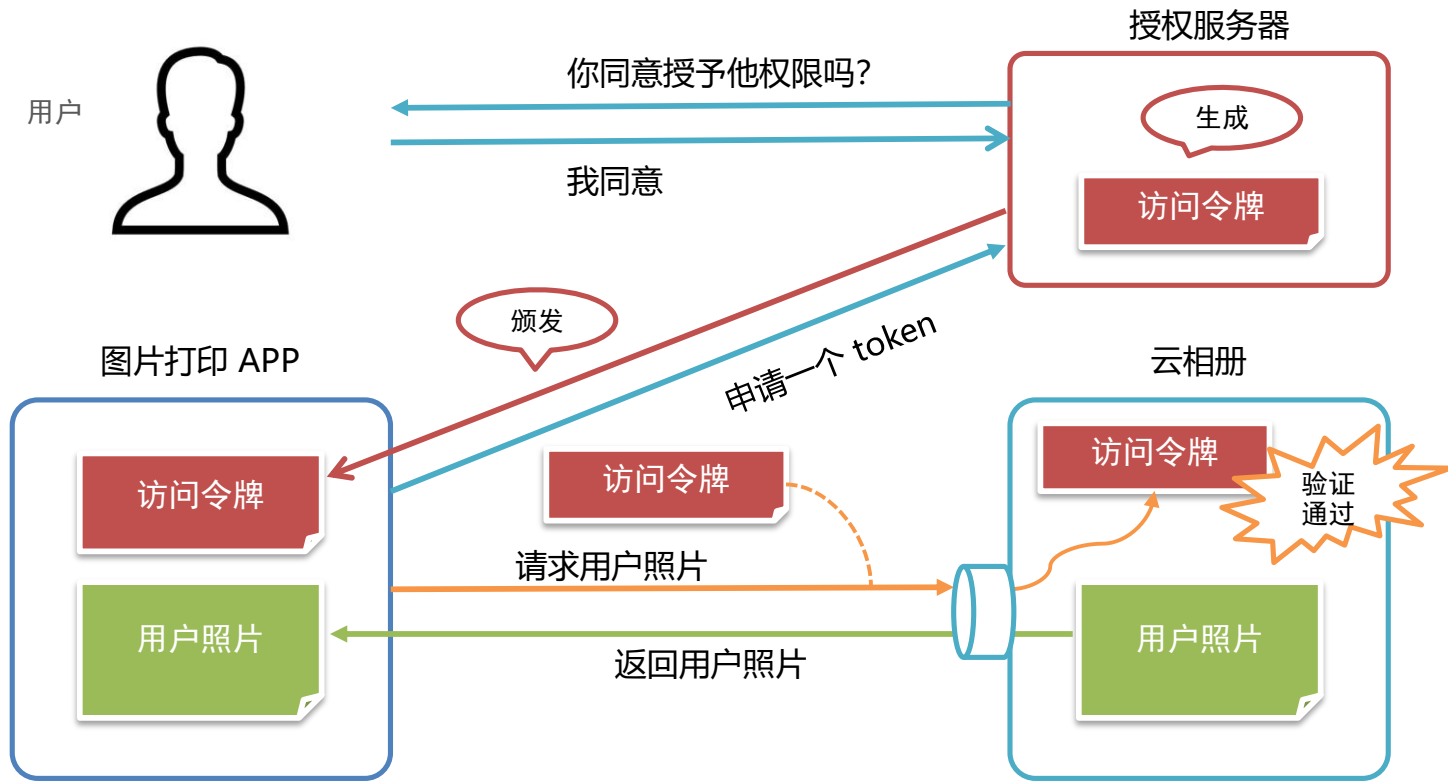 授权服务器
你同意授予他权限吗？
用户
生成
我同意
访问令牌
颁发
申请一个 token
图片打印 APP
云相册
访问令牌
访问令牌
访问令牌
验证
通过
请求用户照片
用户照片
用户照片
返回用户照片